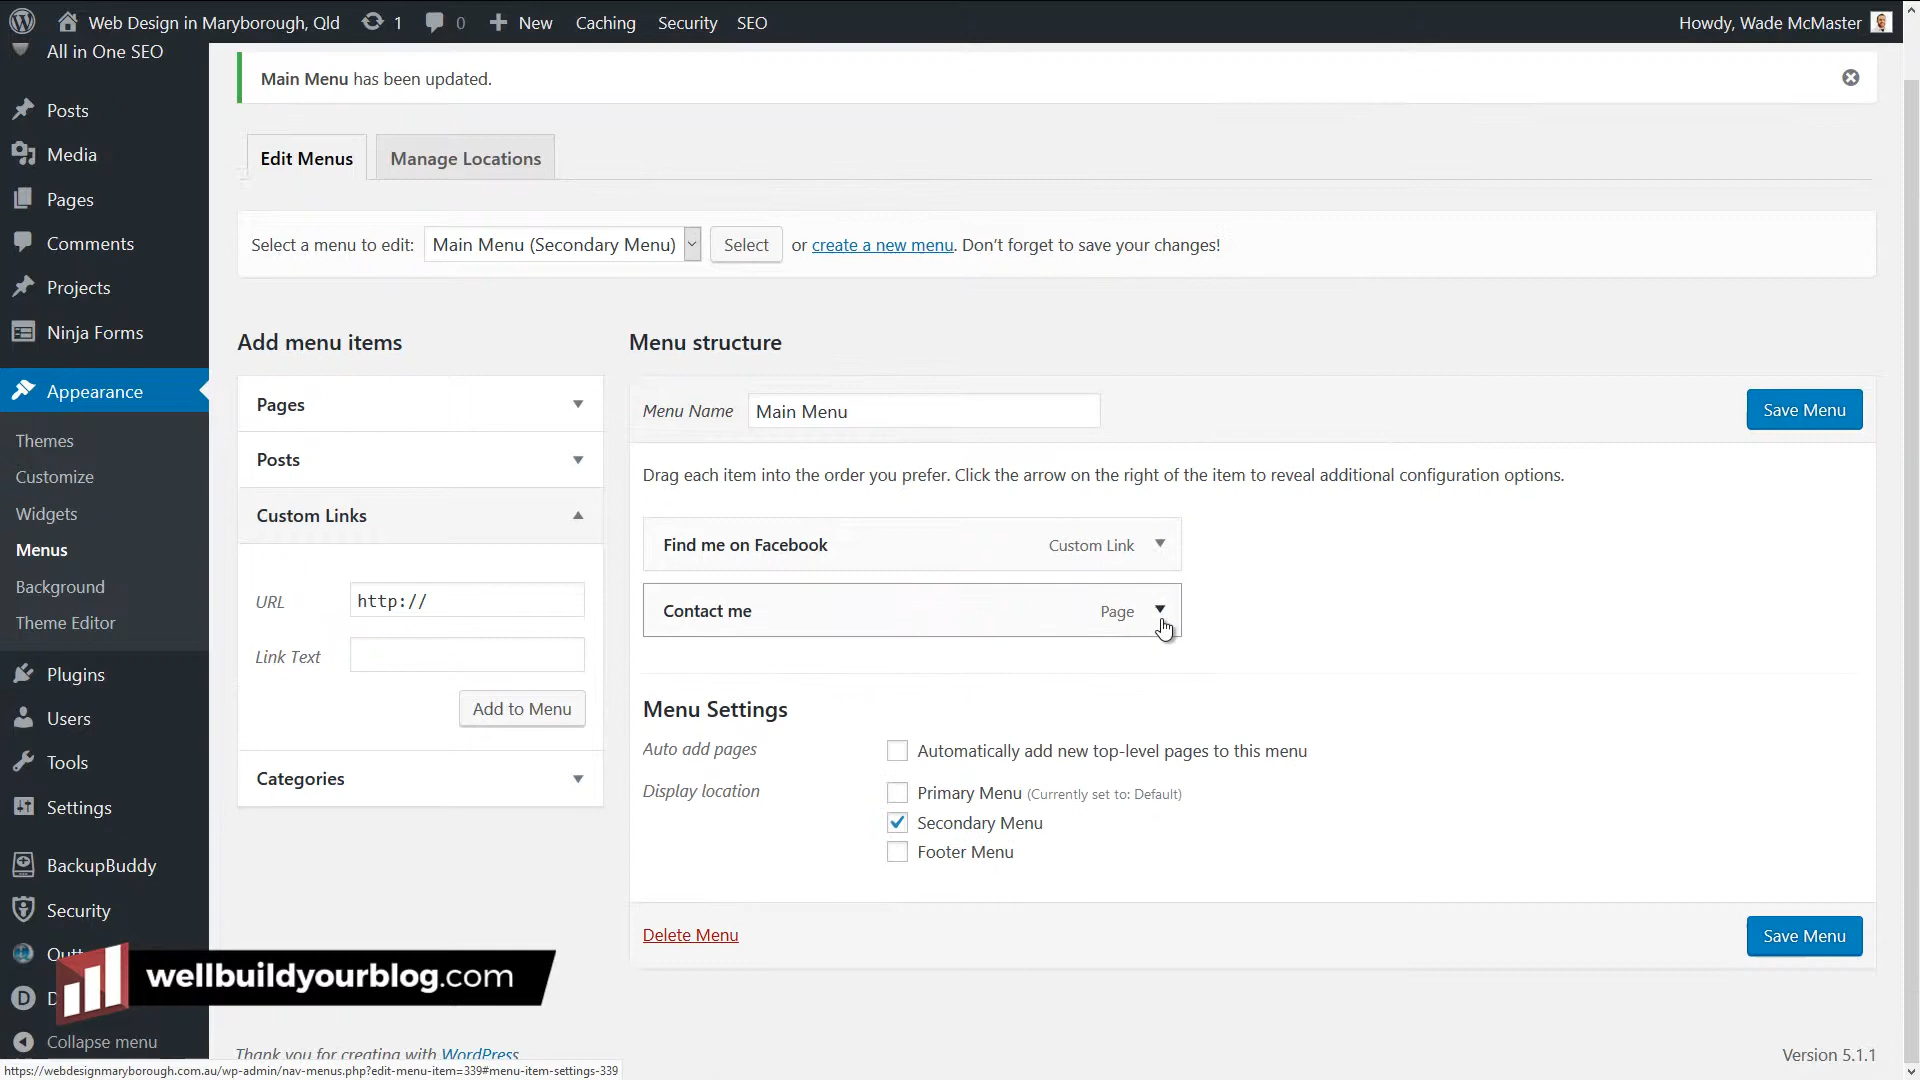 Web Design in Maryborough, Qld 1 0 New Caching Security SEO Howdy, Wade McMaster
All in One SEO
Posts
Media
Pages
Comments
Projects
Ninja Forms
Appearance
Themes
Customize
Widgets
Menus
Background
Theme Editor
Plugins
Users
Tools
Settings
BackupBuddy
Security
D
Collapse menu
Main Menu has been updated.
Edit Menus Manage Locations
Select a menu to edit: Main Menu (Secondary Menu) Select or create a new menu. Don't forget to save your changes!
Add menu items
Pages
Posts
Custom Links
URL http://
Link Text
Add to Menu
Categories
Menu structure
Menu Name Main Menu Save Menu
Drag each item into the order you prefer. Click the arrow on the right of the item to reveal additional configuration options.
Find me on Facebook Custom Link
Contact me Page
Menu Settings
Auto add pages Automatically add new top-level pages to this menu
Display location Primary Menu (Currently set to: Default)
Secondary Menu
Footer Menu
Delete Menu Save Menu
wellbuildyourblog.com
Thank you for creating with WordPress Version 5.1.1
https://webdesignmaryborough.com.au/wp-admin/nav-menus.php?edit-menu-item=339#menu-item-settings-339